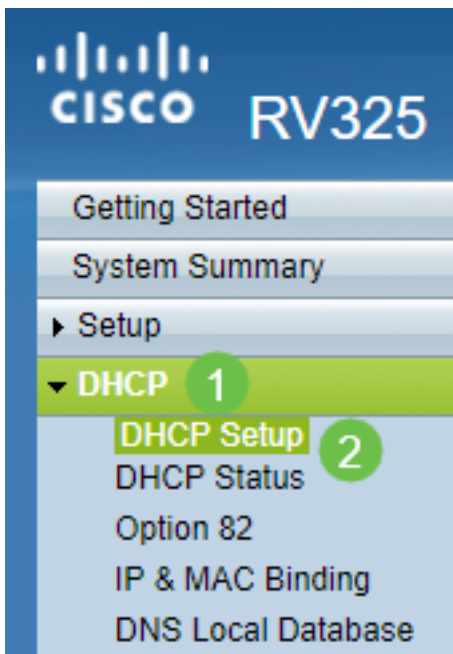 CISCO RV325
Getting Started
System Summary
Setup
DHCP 1
DHCP Setup 2
DHCP Status
Option 82
IP & MAC Binding
DNS Local Database